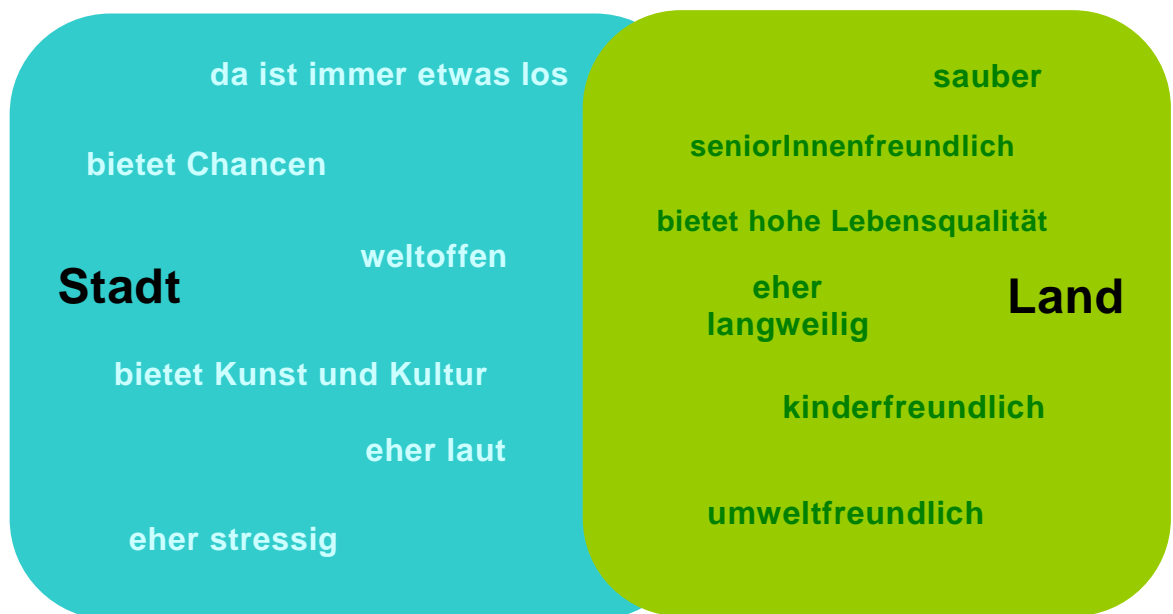 da ist immer etwas los
bietet Chancen
weltoffen
Stadt
bietet Kunst und Kultur
eher laut
eher stressig
sauber
seniorInnenfreundlich
bietet hohe Lebensqualität
eher
langweilig
Land
kinderfreundlich
umweltfreundlich